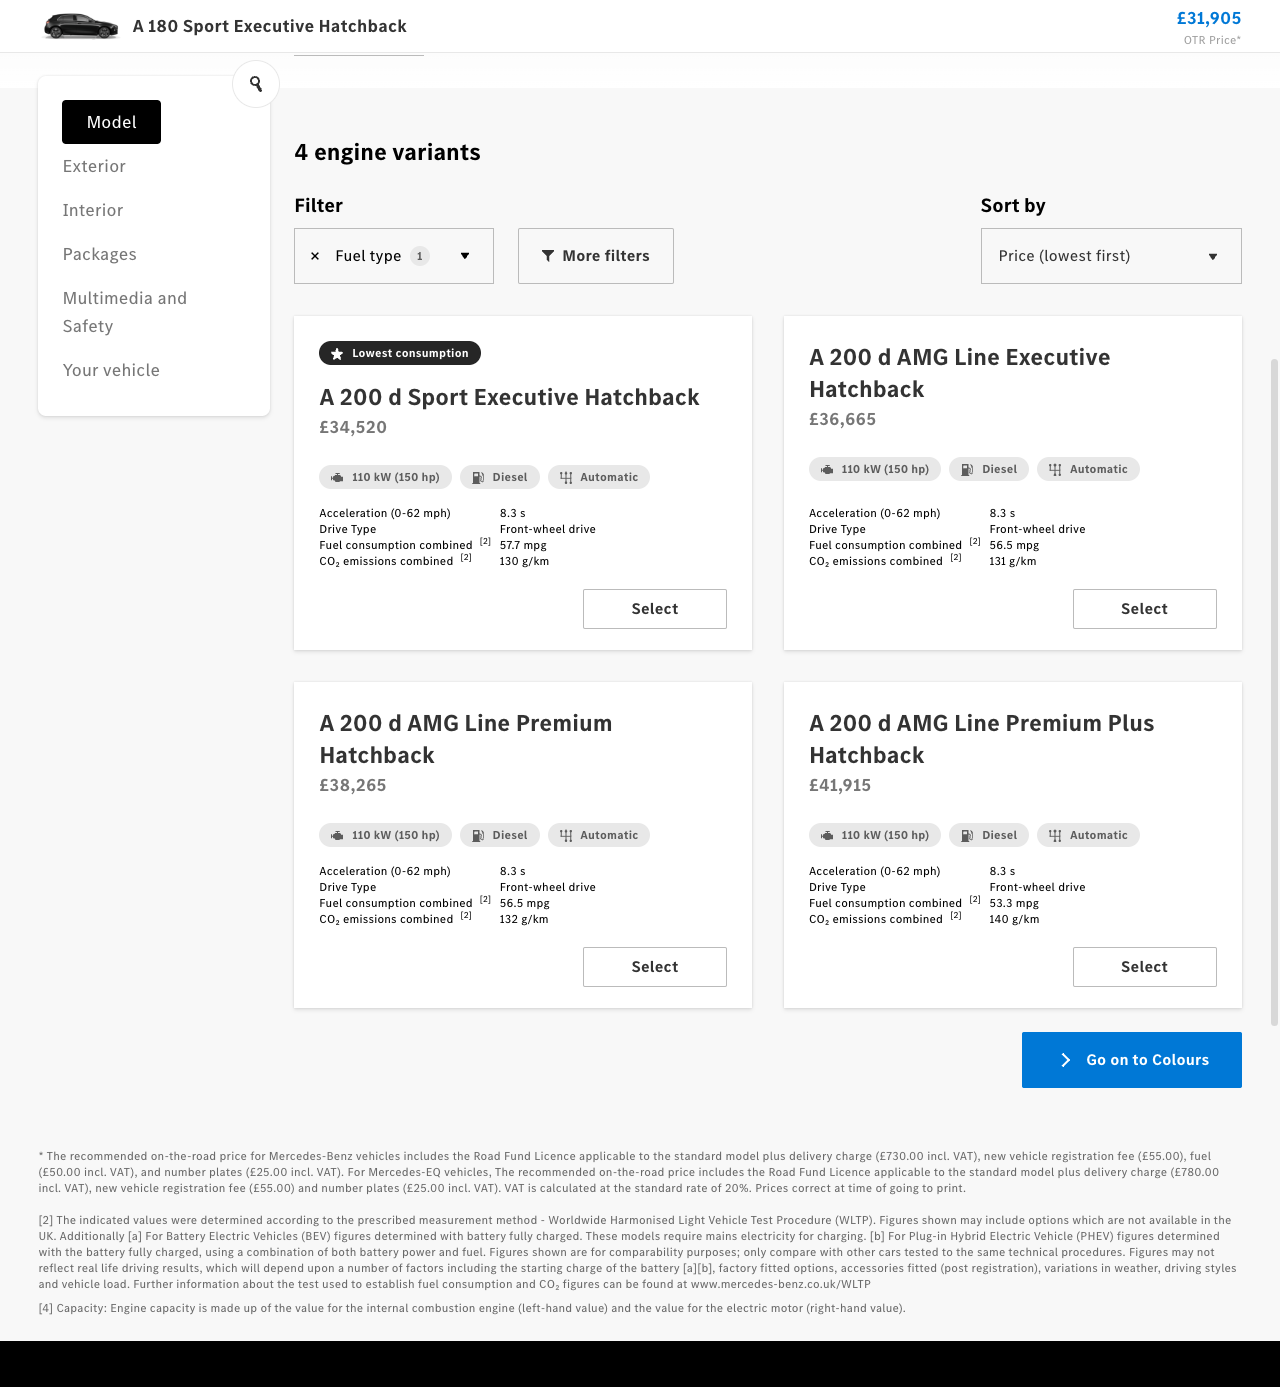 A 180 Sport Executive Hatchback
£31,905
OTR Price*
Model
Exterior
Interior
Packages
Multimedia and
Safety
Your vehicle
4 engine variants
Filter
Sort by
Fuel type 1
More filters
Price (lowest first)
Lowest consumption
A 200 d Sport Executive Hatchback
£34,520
110 kW (150 hp) Diesel Automatic
Acceleration (0-62 mph) 8.3 s
Drive Type Front-wheel drive
Fuel consumption combined [2] 57.7 mpg
CO₂ emissions combined [2] 130 g/km
Select
A 200 d AMG Line Executive
Hatchback
£36,665
110 kW (150 hp) Diesel Automatic
Acceleration (0-62 mph) 8.3 s
Drive Type Front-wheel drive
Fuel consumption combined [2] 56.5 mpg
CO₂ emissions combined [2] 131 g/km
Select
A 200 d AMG Line Premium
Hatchback
£38,265
110 kW (150 hp) Diesel Automatic
Acceleration (0-62 mph) 8.3 s
Drive Type Front-wheel drive
Fuel consumption combined [2] 56.5 mpg
CO₂ emissions combined [2] 132 g/km
Select
A 200 d AMG Line Premium Plus
Hatchback
£41,915
110 kW (150 hp) Diesel Automatic
Acceleration (0-62 mph) 8.3 s
Drive Type Front-wheel drive
Fuel consumption combined [2] 53.3 mpg
CO₂ emissions combined [2] 140 g/km
Select
Go on to Colours
* The recommended on-the-road price for Mercedes-Benz vehicles includes the Road Fund Licence applicable to the standard model plus delivery charge (£730.00 incl. VAT), new vehicle registration fee (£55.00), fuel
(£50.00 incl. VAT), and number plates (£25.00 incl. VAT). For Mercedes-EQ vehicles, The recommended on-the-road price includes the Road Fund Licence applicable to the standard model plus delivery charge (£780.00
incl. VAT), new vehicle registration fee (£55.00) and number plates (£25.00 incl. VAT). VAT is calculated at the standard rate of 20%. Prices correct at time of going to print.
[2] The indicated values were determined according to the prescribed measurement method - Worldwide Harmonised Light Vehicle Test Procedure (WLTP). Figures shown may include options which are not available in the
UK. Additionally [a] For Battery Electric Vehicles (BEV) figures determined with battery fully charged. These models require mains electricity for charging. [b] For Plug-in Hybrid Electric Vehicle (PHEV) figures determined
with the battery fully charged, using a combination of both battery power and fuel. Figures shown are for comparability purposes; only compare with other cars tested to the same technical procedures. Figures may not
reflect real life driving results, which will depend upon a number of factors including the starting charge of the battery [a][b], factory fitted options, accessories fitted (post registration), variations in weather, driving styles
and vehicle load. Further information about the test used to establish fuel consumption and CO₂ figures can be found at www.mercedes-benz.co.uk/WLTP
[4] Capacity: Engine capacity is made up of the value for the internal combustion engine (left-hand value) and the value for the electric motor (right-hand value).